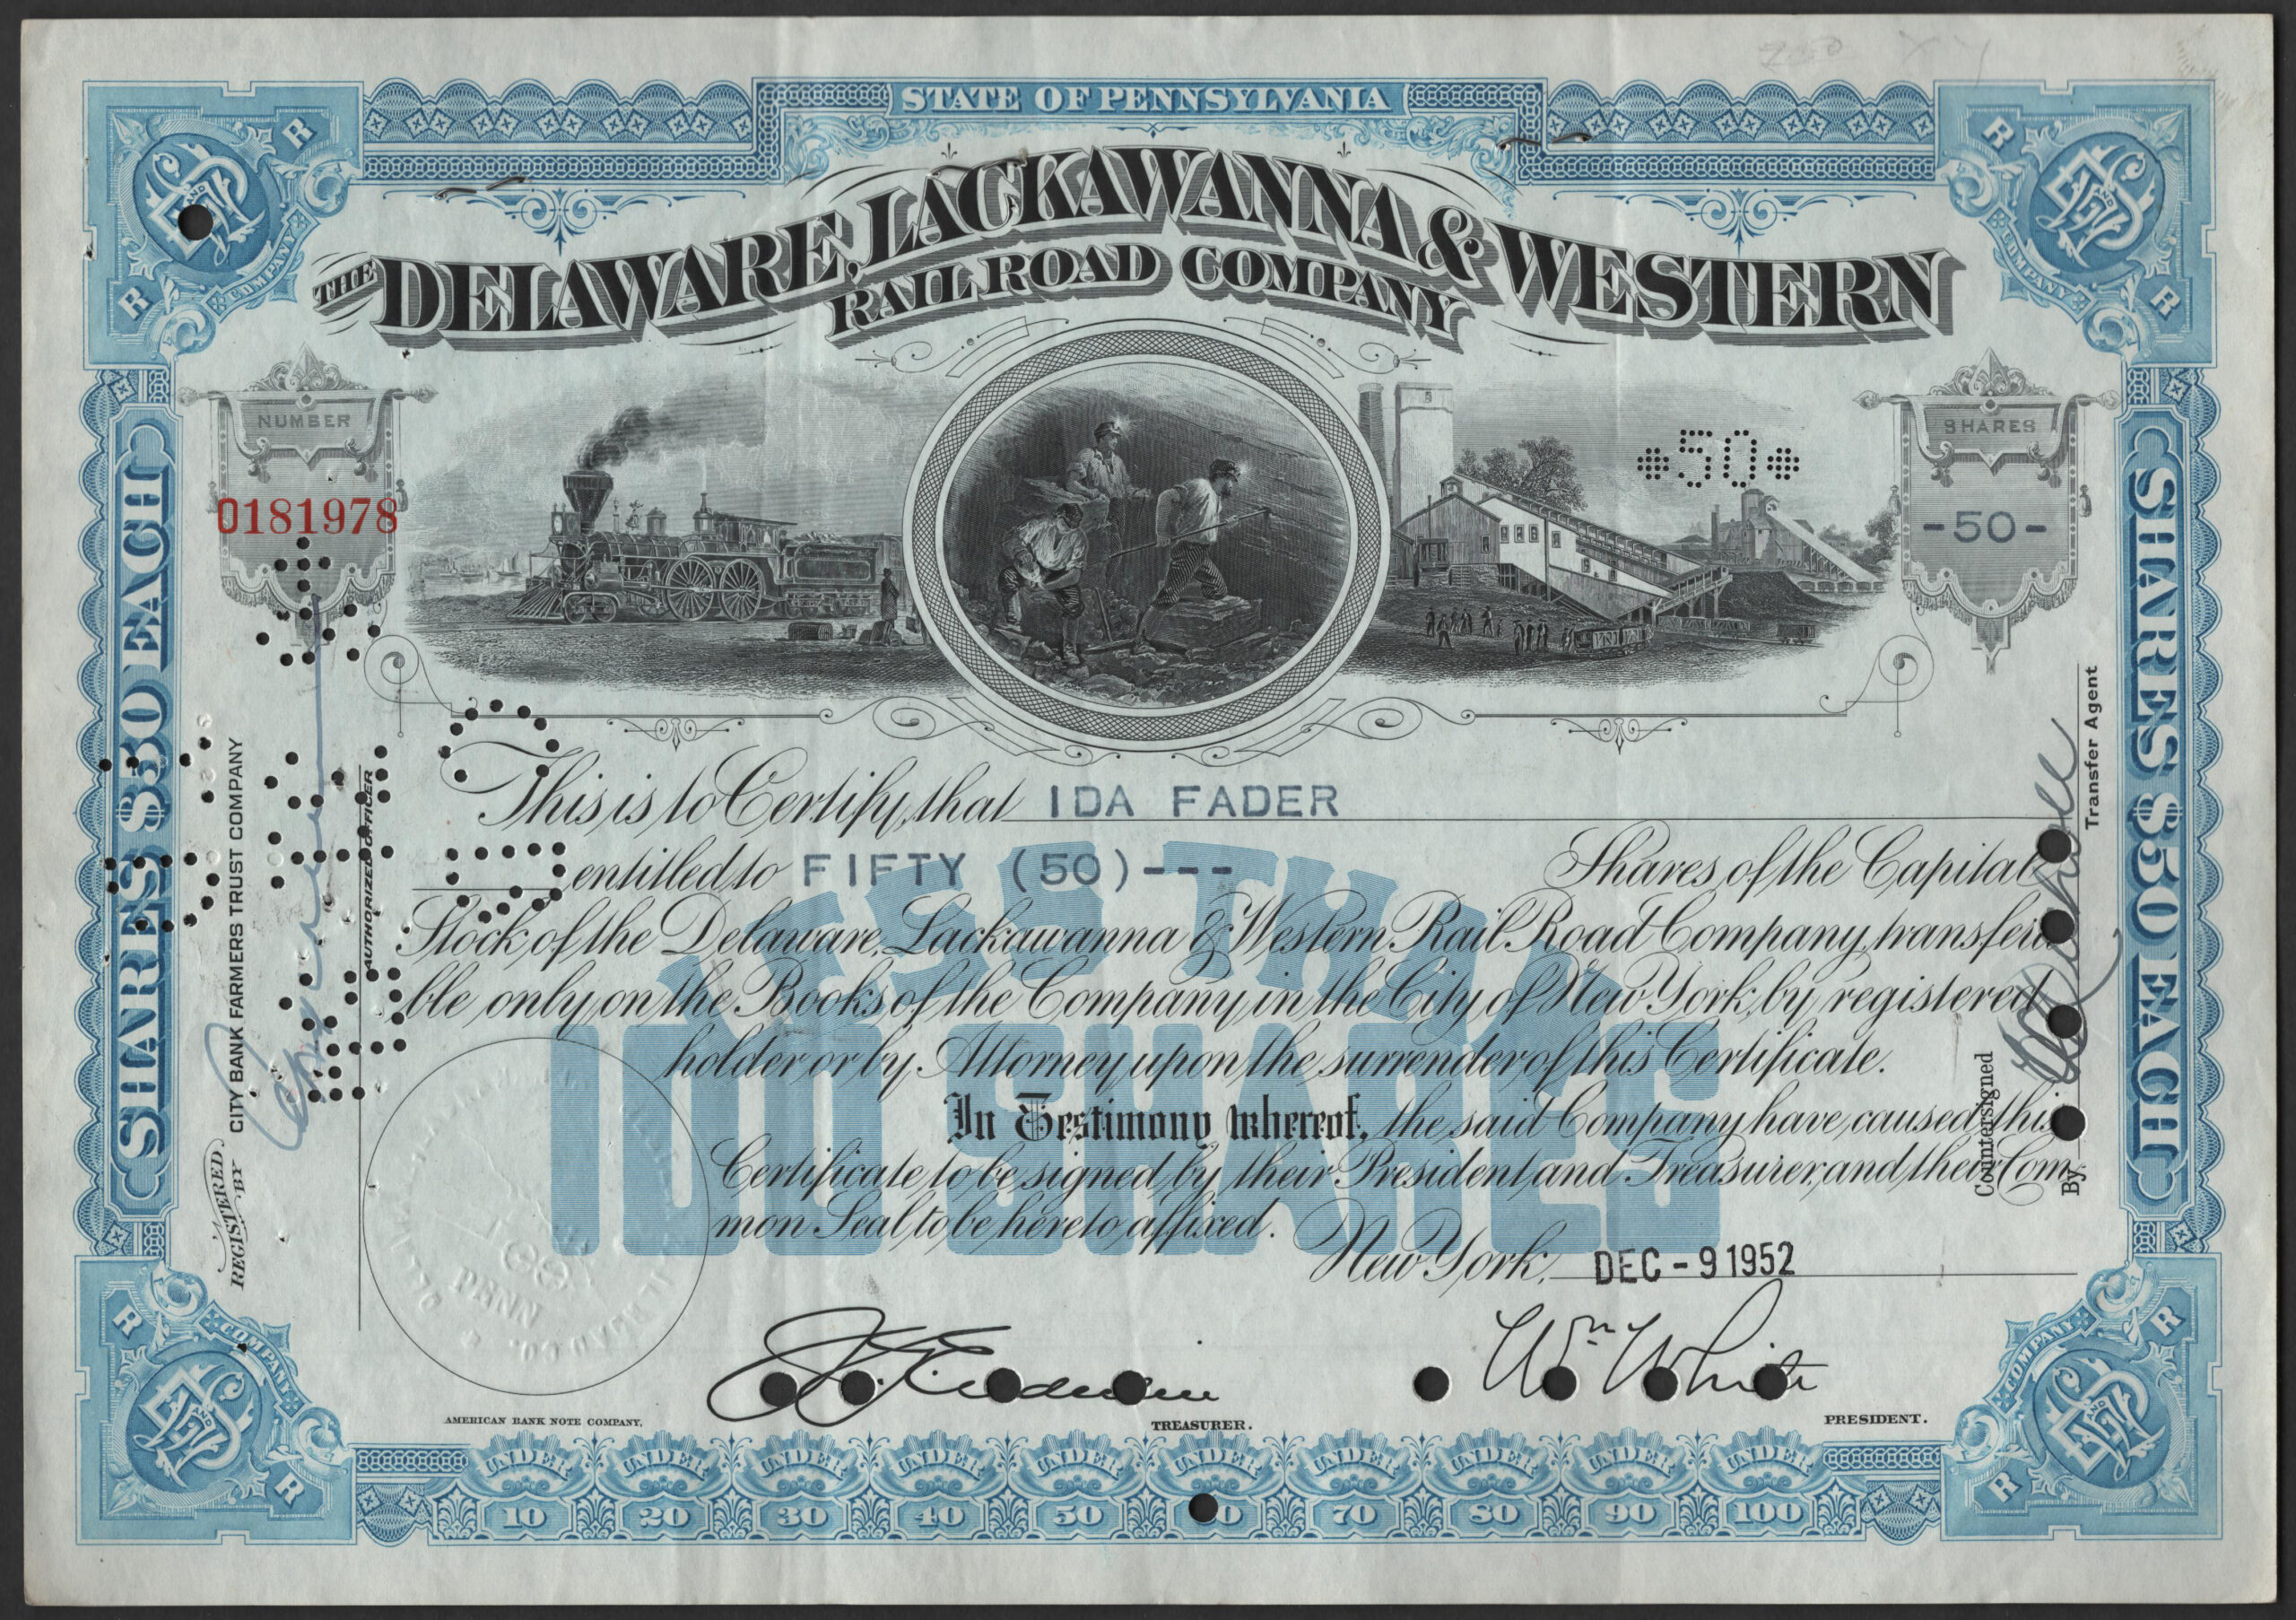 STATE OF PENNSYLVANIA
THE DELAWARE, LACKAWANNA & WESTERN
RAIL ROAD COMPANY
NUMBER
0181978
*50*
SHARES
-50-
SHARES $50 EACH
SHARES $50 EACH
This is to Certify, that IDA FADER
entitled to FIFTY (50)--- Shares of the Capital
Stock of the Delaware, Lackawanna & Western Rail Road Company, transfera
ble only on the Books of the Company in the City of New York, by registered
holder or by Attorney upon the surrender of this Certificate.
In Testimony whereof, the said Company have caused this
Certificate to be signed by their President and Treasurer, and their Com
mon Seal to be hereto affixed.
New York, DEC - 9 1952
LESS THAN
100 SHARES
REGISTERED
REGISTERED BY
CITY BANK FARMERS TRUST COMPANY
AUTHORIZED OFFICER
Countersigned
By
Transfer Agent
PENN
Wm White
AMERICAN BANK NOTE COMPANY.
TREASURER.
PRESIDENT.
UNDER UNDER UNDER UNDER UNDER UNDER UNDER UNDER UNDER UNDER
10 20 30 40 50 60 70 80 90 100
R R COMPANY
R R COMPANY
R R COMPANY
R R COMPANY